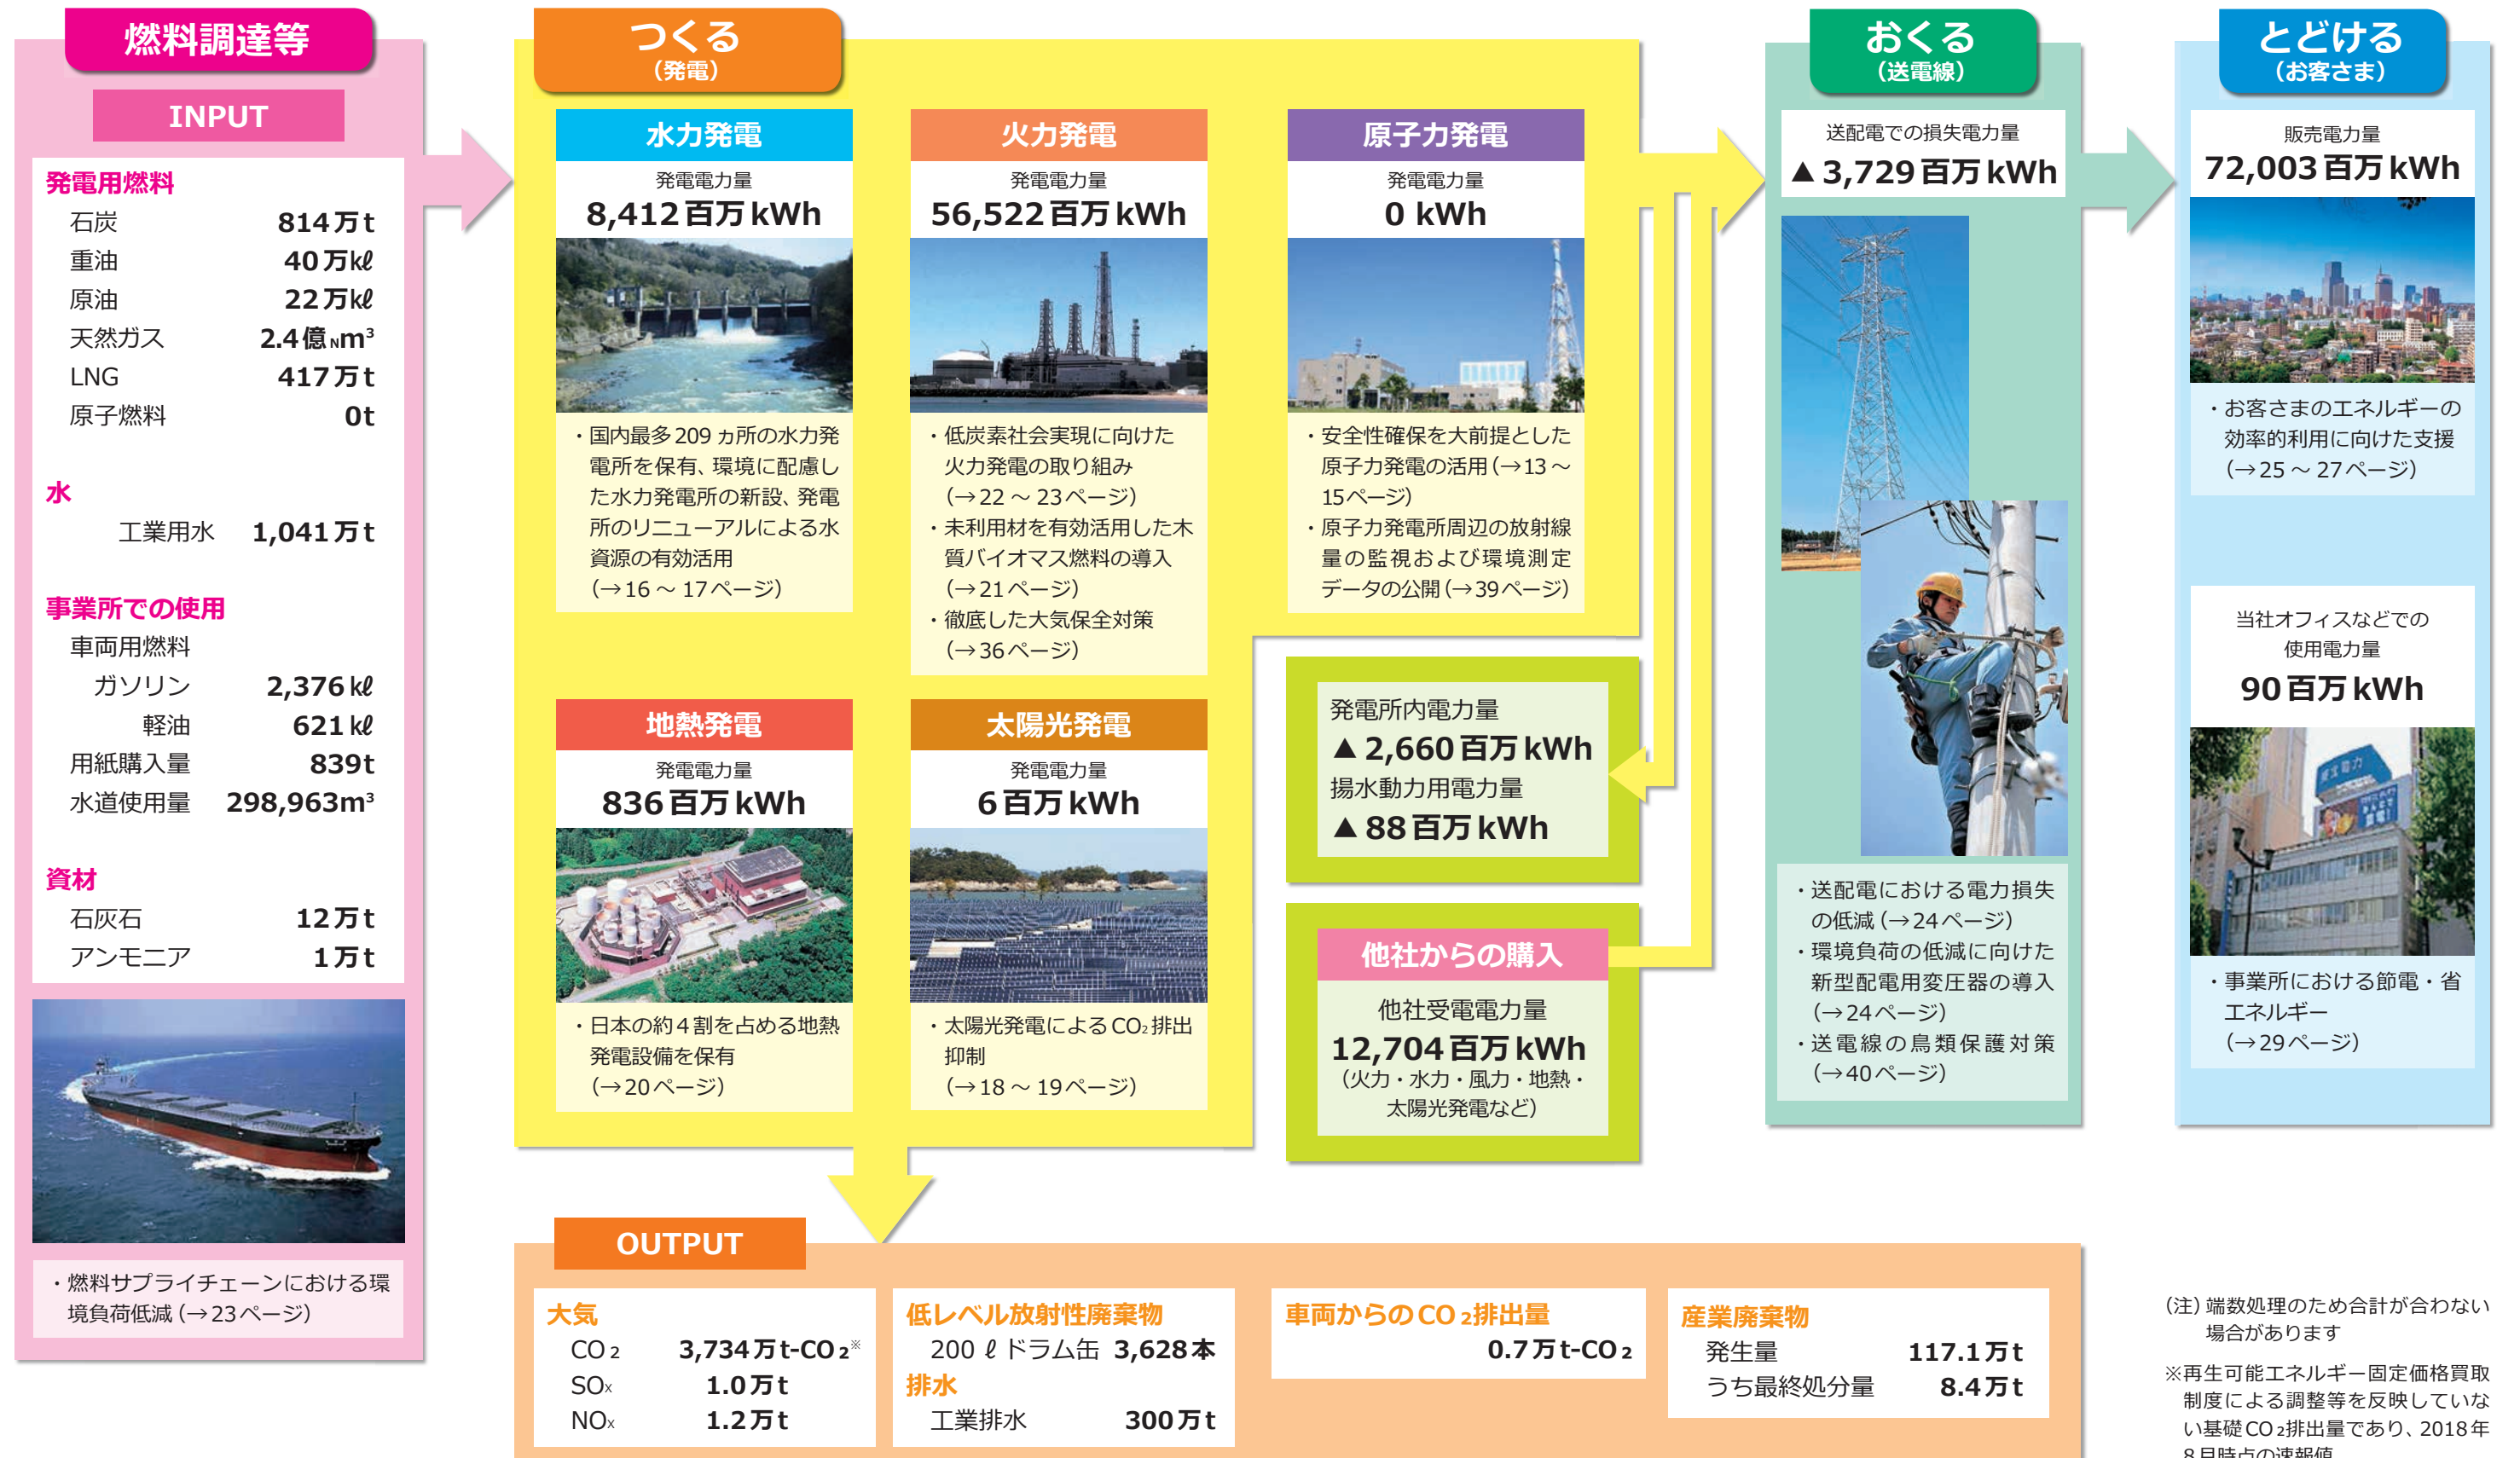 燃料調達等
INPUT
発電用燃料
石炭 814万t
重油 40万kℓ
原油 22万kℓ
天然ガス 2.4億Nm³
LNG 417万t
原子燃料 0t
水
工業用水 1,041万t
事業所での使用
車両用燃料
ガソリン 2,376kℓ
軽油 621kℓ
用紙購入量 839t
水道使用量 298,963m³
資材
石灰石 12万t
アンモニア 1万t
・燃料サプライチェーンにおける環
境負荷低減(→23ページ)
つくる
(発電)
水力発電
発電電力量
8,412百万kWh
・国内最多209ヵ所の水力発
電所を保有、環境に配慮し
た水力発電所の新設、発電
所のリニューアルによる水
資源の有効活用
(→16～17ページ)
火力発電
発電電力量
56,522百万kWh
・低炭素社会実現に向けた
火力発電の取り組み
(→22～23ページ)
・未利用材を有効活用した木
質バイオマス燃料の導入
(→21ページ)
・徹底した大気保全対策
(→36ページ)
原子力発電
発電電力量
0 kWh
・安全性確保を大前提とした
原子力発電の活用(→13～
15ページ)
・原子力発電所周辺の放射線
量の監視および環境測定
データの公開(→39ページ)
地熱発電
発電電力量
836百万kWh
・日本の約４割を占める地熱
発電設備を保有
(→20ページ)
太陽光発電
発電電力量
6百万kWh
・太陽光発電によるCO₂排出
抑制
(→18～19ページ)
発電所内電力量
▲2,660百万kWh
揚水動力用電力量
▲88百万kWh
他社からの購入
他社受電電力量
12,704百万kWh
(火力・水力・風力・地熱・
太陽光発電など)
おくる
(送電線)
送配電での損失電力量
▲3,729百万kWh
・送配電における電力損失
の低減(→24ページ)
・環境負荷の低減に向けた
新型配電用変圧器の導入
(→24ページ)
・送電線の鳥類保護対策
(→40ページ)
とどける
(お客さま)
販売電力量
72,003百万kWh
・お客さまのエネルギーの
効率的利用に向けた支援
(→25～27ページ)
当社オフィスなどでの
使用電力量
90百万kWh
・事業所における節電・省
エネルギー
(→29ページ)
OUTPUT
大気
CO₂ 3,734万t-CO₂※
SOx 1.0万t
NOx 1.2万t
低レベル放射性廃棄物
200ℓドラム缶 3,628本
排水
工業排水 300万t
車両からのCO₂排出量
0.7万t-CO₂
産業廃棄物
発生量 117.1万t
うち最終処分量 8.4万t
(注)端数処理のため合計が合わない
場合があります
※再生可能エネルギー固定価格買取
制度による調整等を反映していな
い基礎CO₂排出量であり、2018年
8月時点の速報値